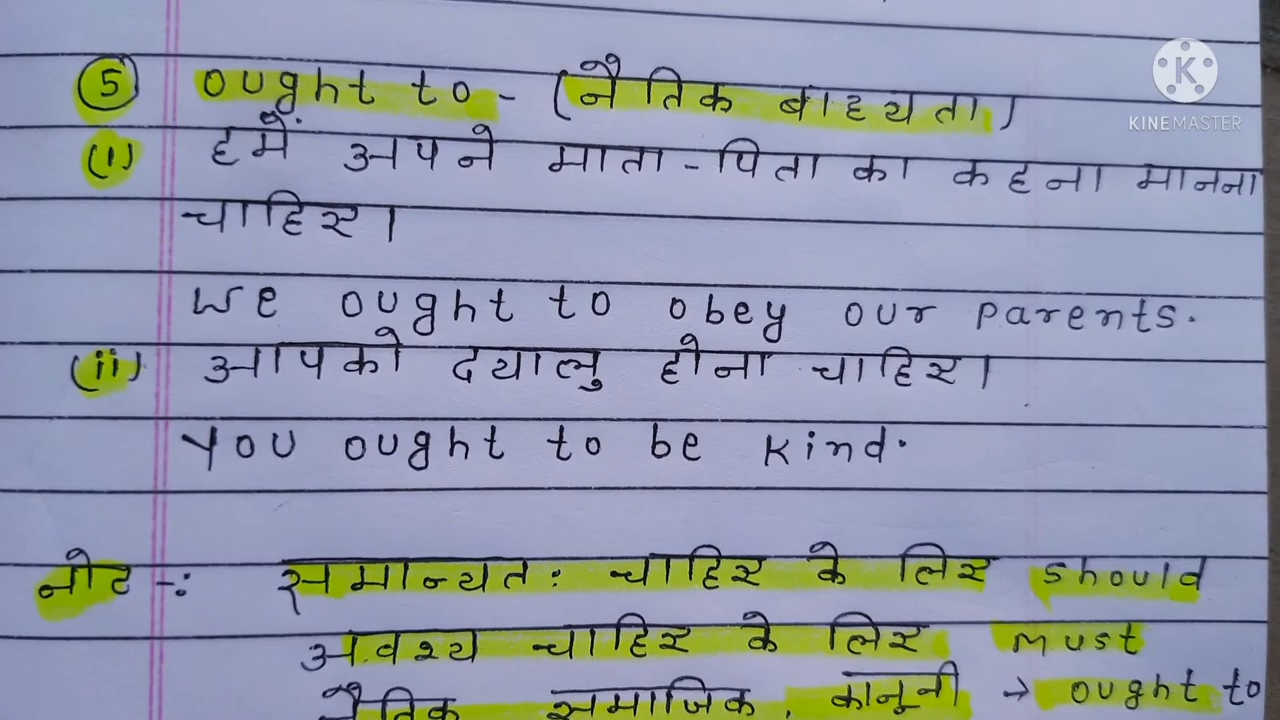 5 ought to - (नैतिक बाह्यता)
(i) हमें अपने माता-पिता का कहना मानना
चाहिए।
We ought to obey our parents.
(ii) आपको दयालु होना चाहिए।
You ought to be kind.
नोट -: समान्यत: चाहिए के लिए should
अवश्य चाहिए के लिए must
नैतिक समाजिक, कानूनी → ought to
KINEMASTER